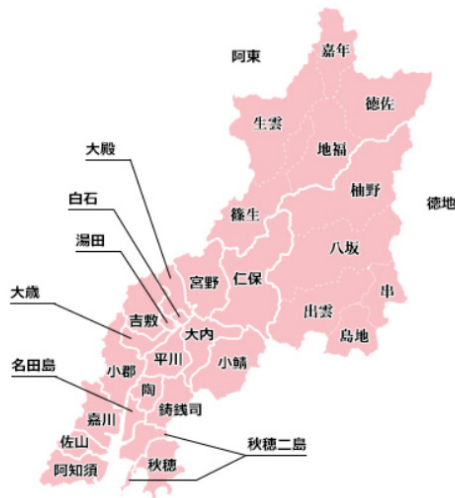 嘉年
阿東
徳佐
生雲
地福
大殿
柚野
白石
篠生
徳地
湯田
八坂
宮野
仁保
大歳
串
吉敷
出雲
大内
島地
平川
小鯖
名田島
小郡
陶
鋳銭司
嘉川
佐山
秋穂二島
阿知須
秋穂